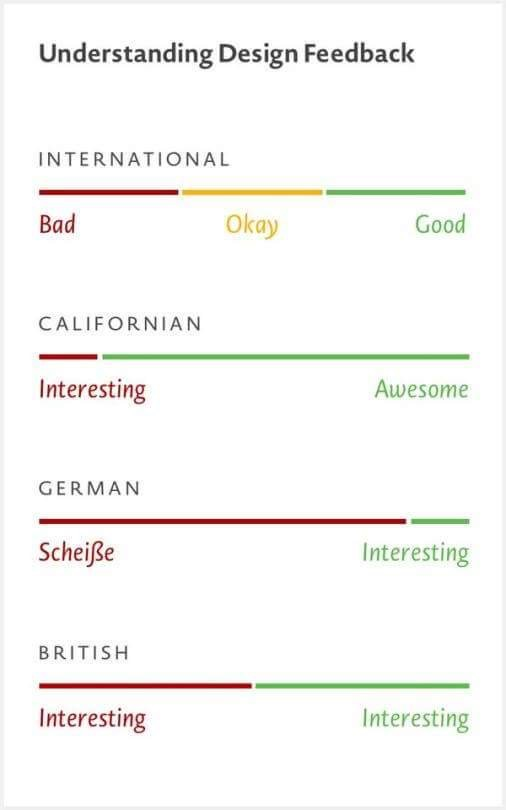 Understanding Design Feedback
INTERNATIONAL
Bad Okay Good
CALIFORNIAN
Interesting Awesome
GERMAN
Scheiße Interesting
BRITISH
Interesting Interesting